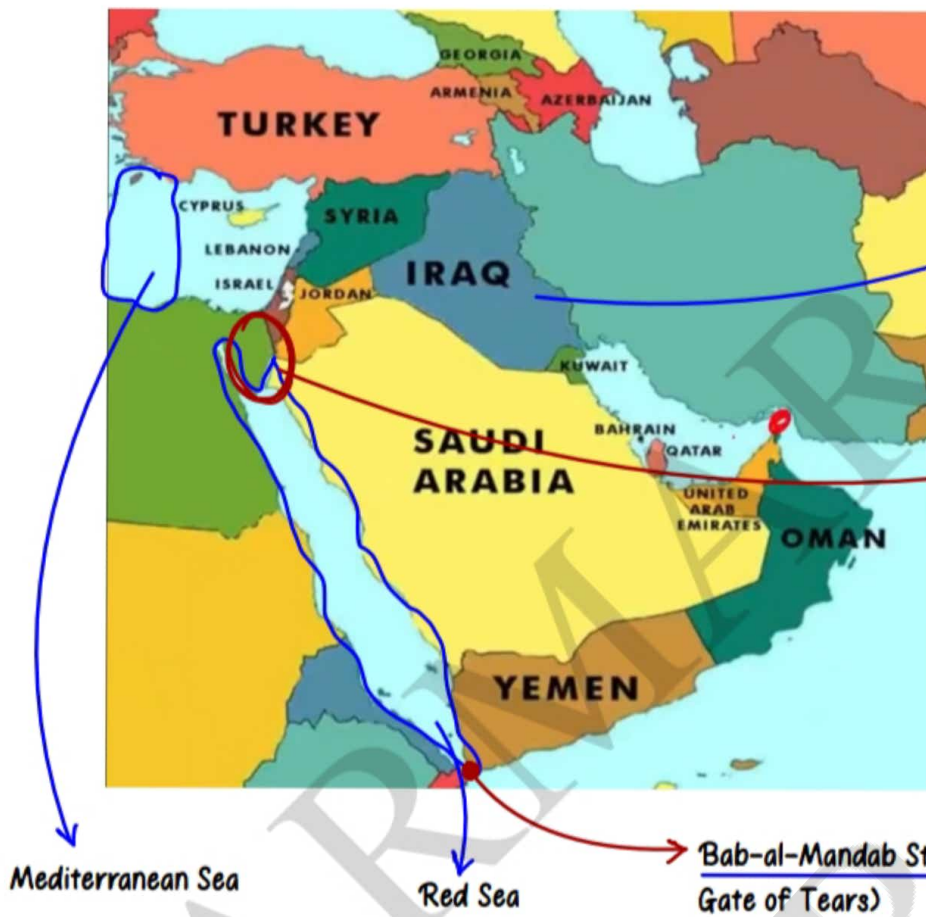 GEORGIA
ARMENIA
AZERBAIJAN
TURKEY
CYPRUS
SYRIA
LEBANON
IRAQ
ISRAEL
JORDAN
KUWAIT
BAHRAIN
SAUDI
QATAR
ARABIA
UNITED
ARAB
EMIRATES
OMAN
YEMEN
Mediterranean Sea
Red Sea
Bab-al-Mandab St
Gate of Tears)